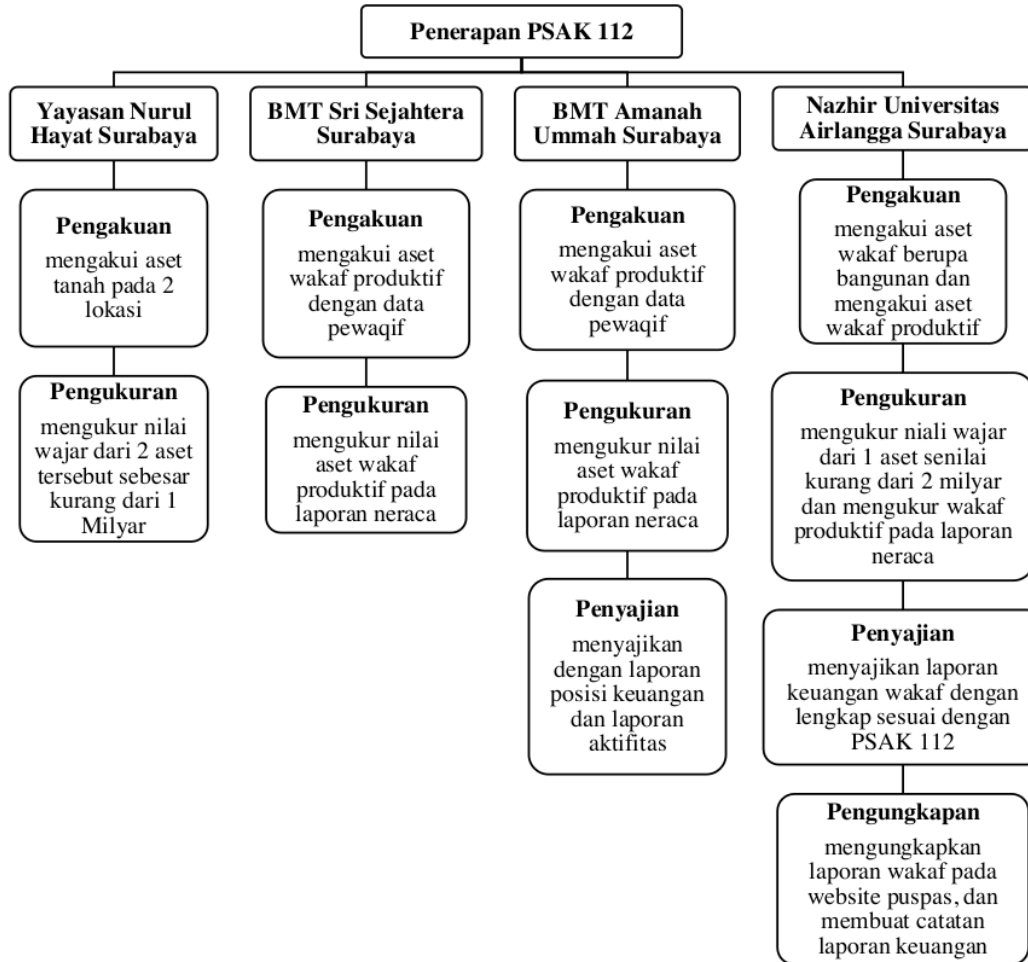 Penerapan PSAK 112
Yayasan Nurul
Hayat Surabaya
Pengakuan
mengakui aset
tanah pada 2
lokasi
Pengukuran
mengukur nilai
wajar dari 2 aset
tersebut sebesar
kurang dari 1
Milyar
BMT Sri Sejahtera
Surabaya
Pengakuan
mengakui aset
wakaf produktif
dengan data
pewaqif
Pengukuran
mengukur nilai
aset wakaf
produktif pada
laporan neraca
BMT Amanah
Ummah Surabaya
Pengakuan
mengakui aset
wakaf produktif
dengan data
pewaqif
Pengukuran
mengukur nilai
aset wakaf
produktif pada
laporan neraca
Penyajian
menyajikan
dengan laporan
posisi keuangan
dan laporan
aktifitas
Nazhir Universitas
Airlangga Surabaya
Pengakuan
mengakui aset
wakaf berupa
bangunan dan
mengakui aset
wakaf produktif
Pengukuran
mengukur niali wajar
dari 1 aset senilai
kurang dari 2 milyar
dan mengukur wakaf
produktif pada laporan
neraca
Penyajian
menyajikan laporan
keuangan wakaf dengan
lengkap sesuai dengan
PSAK 112
Pengungkapan
mengungkapkan
laporan wakaf pada
website puspas, dan
membuat catatan
laporan keuangan